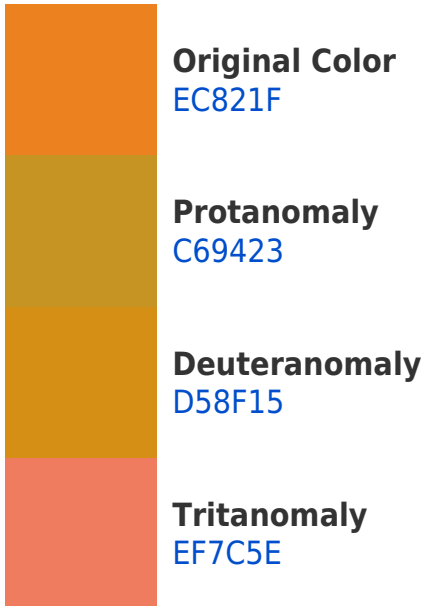 Original Color
EC821F
Protanomaly
C69423
Deuteranomaly
D58F15
Tritanomaly
EF7C5E